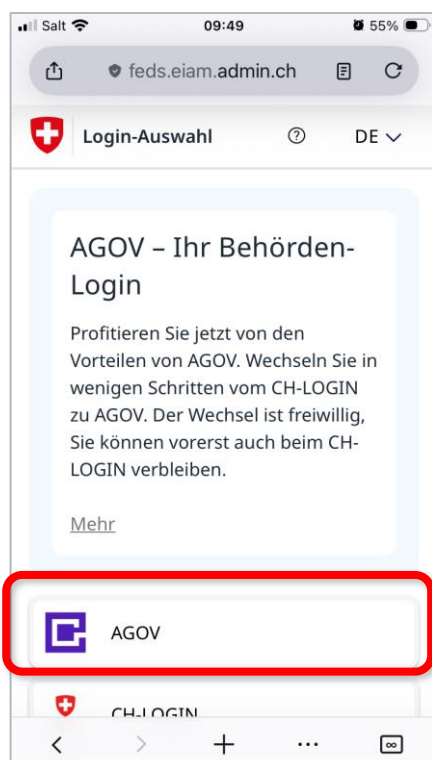 Salt 09:49 55%
feds.eiam.admin.ch
Login-Auswahl DE
AGOV – Ihr Behörden-
Login
Profitieren Sie jetzt von den
Vorteilen von AGOV. Wechseln Sie in
wenigen Schritten vom CH-LOGIN
zu AGOV. Der Wechsel ist freiwillig,
Sie können vorerst auch beim CH-
LOGIN verbleiben.
Mehr
AGOV
CH-LOGIN